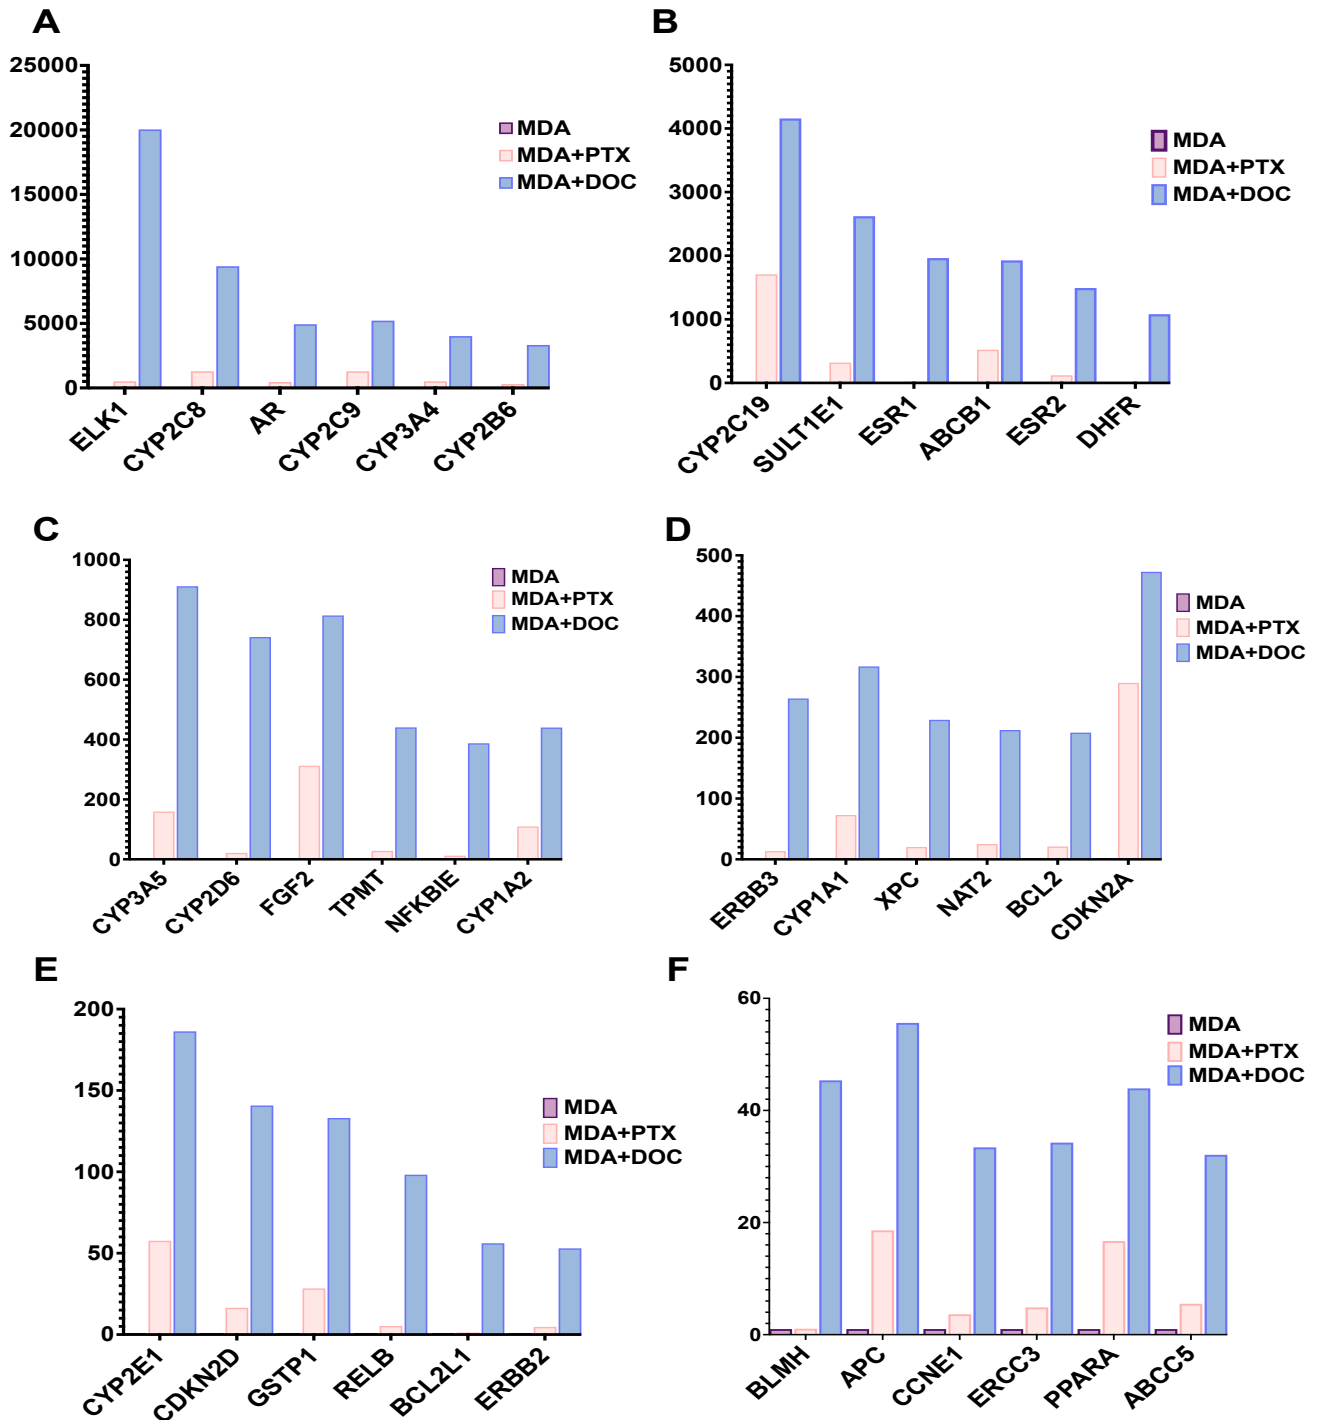 A
25000
20000
15000
10000
5000
0
MDA
MDA+PTX
MDA+DOC
ELK1
CYP2C8
AR
CYP2C9
CYP3A4
CYP2B6
B
5000
4000
3000
2000
1000
0
MDA
MDA+PTX
MDA+DOC
CYP2C19
SULT1E1
ESR1
ABCB1
ESR2
DHFR
C
1000
800
600
400
200
0
MDA
MDA+PTX
MDA+DOC
CYP3A5
CYP2D6
FGF2
TPMT
NFKBIE
CYP1A2
D
500
400
300
200
100
0
MDA
MDA+PTX
MDA+DOC
ERBB3
CYP1A1
XPC
NAT2
BCL2
CDKN2A
E
200
150
100
50
0
MDA
MDA+PTX
MDA+DOC
CYP2E1
CDKN2D
GSTP1
RELB
BCL2L1
ERBB2
F
60
40
20
0
MDA
MDA+PTX
MDA+DOC
BLMH
APC
CCNE1
ERCC3
PPARA
ABCC5